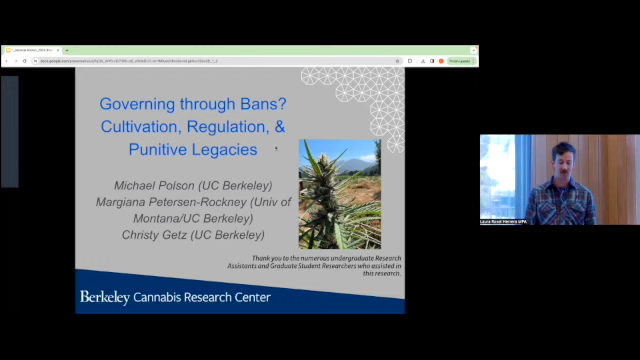 Governing through Bans?
Cultivation, Regulation, &
Punitive Legacies
Michael Polson (UC Berkeley)
Margiana Petersen-Rockney (Univ of
Montana/UC Berkeley)
Christy Getz (UC Berkeley)
Thank you to the numerous undergraduate Research
Assistants and Graduate Student Researchers who assisted in
this research.
Berkeley Cannabis Research Center